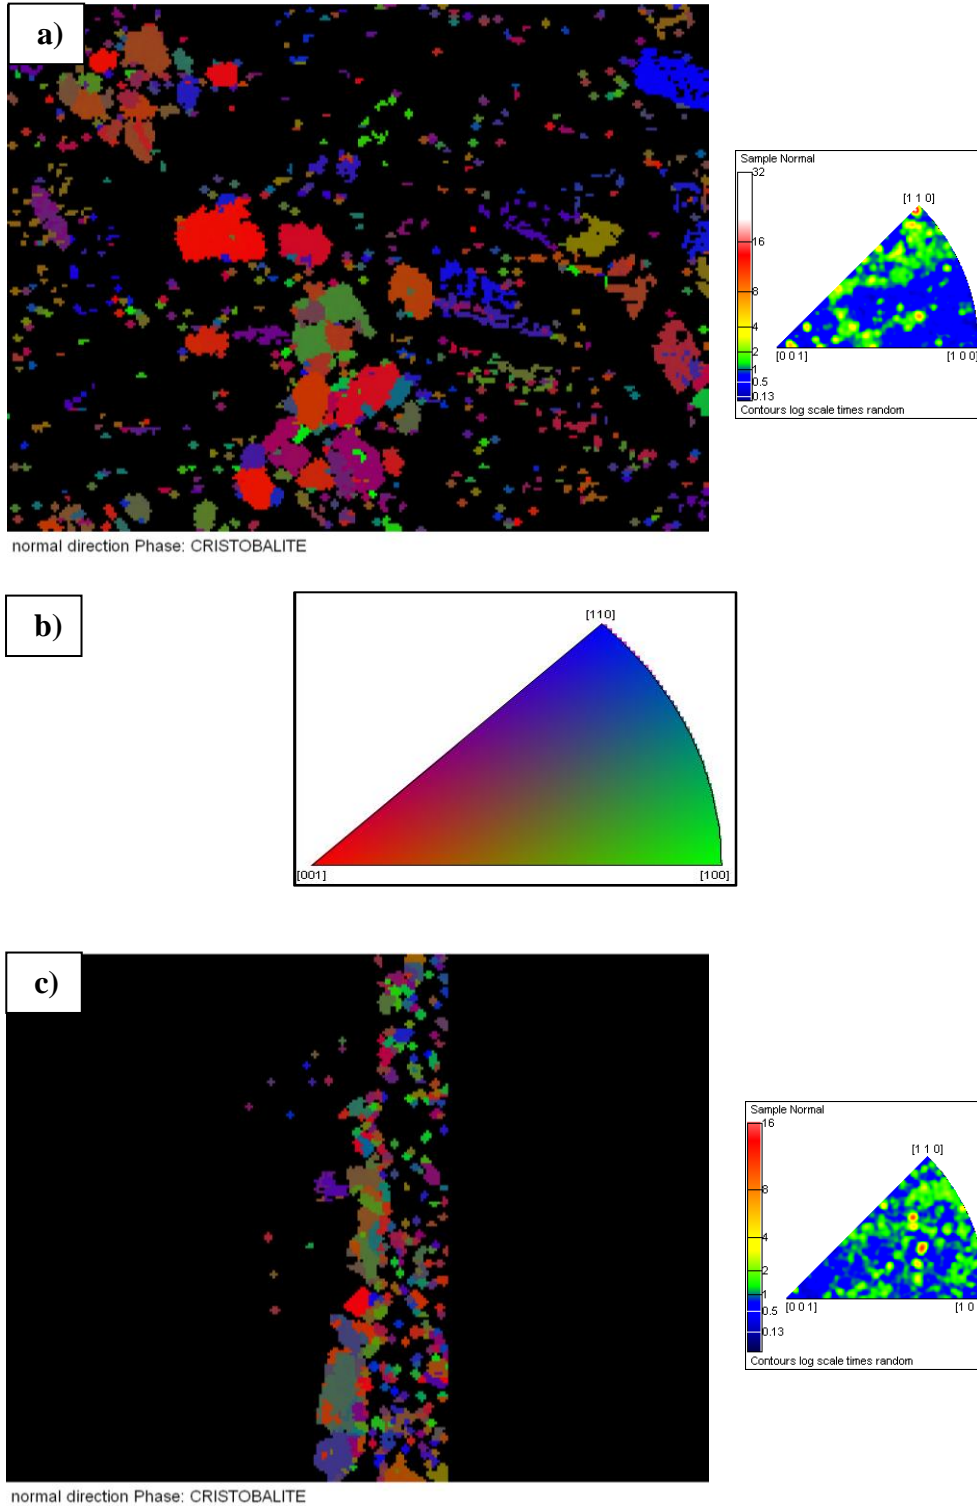 a)
Sample Normal
32
16
8
4
2
1
0.5
0.13
[1 1 0]
[0 0 1]
[1 0 0]
Contours log scale times random
normal direction Phase: CRISTOBALITE
b)
[110]
[001]
[100]
c)
Sample Normal
16
8
4
2
1
0.5
0.13
[1 1 0]
[0 0 1]
[1 0
Contours log scale times random
normal direction Phase: CRISTOBALITE